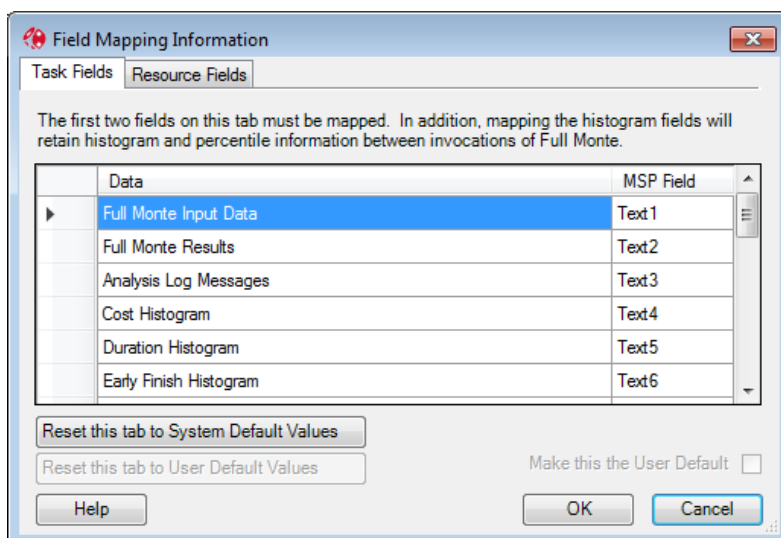 Field Mapping Information
Task Fields Resource Fields
The first two fields on this tab must be mapped. In addition, mapping the histogram fields will
retain histogram and percentile information between invocations of Full Monte.
Data MSP Field
Full Monte Input Data Text1
Full Monte Results Text2
Analysis Log Messages Text3
Cost Histogram Text4
Duration Histogram Text5
Early Finish Histogram Text6
Reset this tab to System Default Values
Reset this tab to User Default Values Make this the User Default
Help OK Cancel